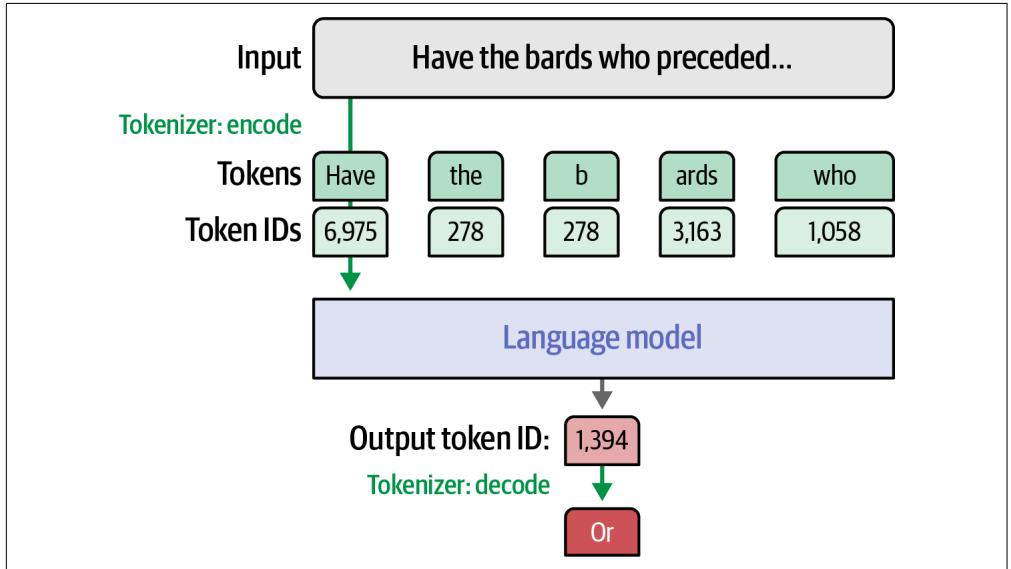 Input Have the bards who preceded...
Tokenizer: encode
Tokens Have the b ards who
Token IDs 6,975 278 278 3,163 1,058
Language model
Output token ID: 1,394
Tokenizer: decode
Or